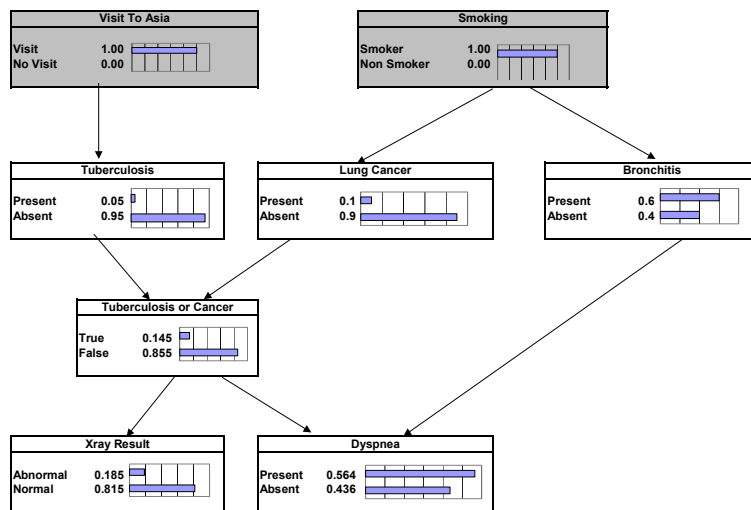 Visit To Asia
Visit 1.00
No Visit 0.00
Smoking
Smoker 1.00
Non Smoker 0.00
Tuberculosis
Present 0.05
Absent 0.95
Lung Cancer
Present 0.1
Absent 0.9
Bronchitis
Present 0.6
Absent 0.4
Tuberculosis or Cancer
True 0.145
False 0.855
Xray Result
Abnormal 0.185
Normal 0.815
Dyspnea
Present 0.564
Absent 0.436